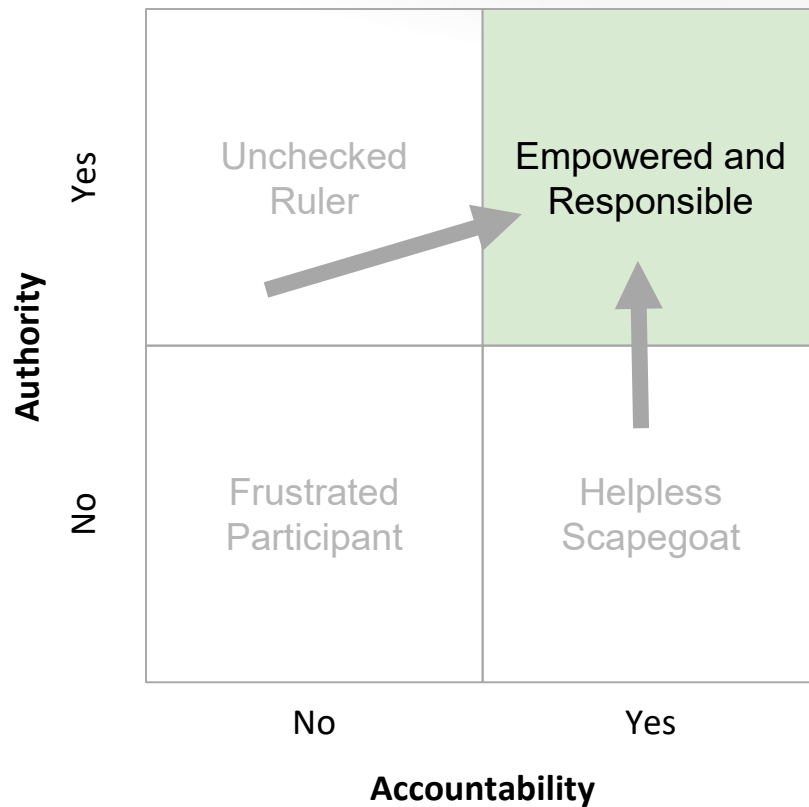 Authority
Yes
Unchecked
Ruler
Empowered and
Responsible
No
Frustrated
Participant
Helpless
Scapegoat
No
Yes
Accountability